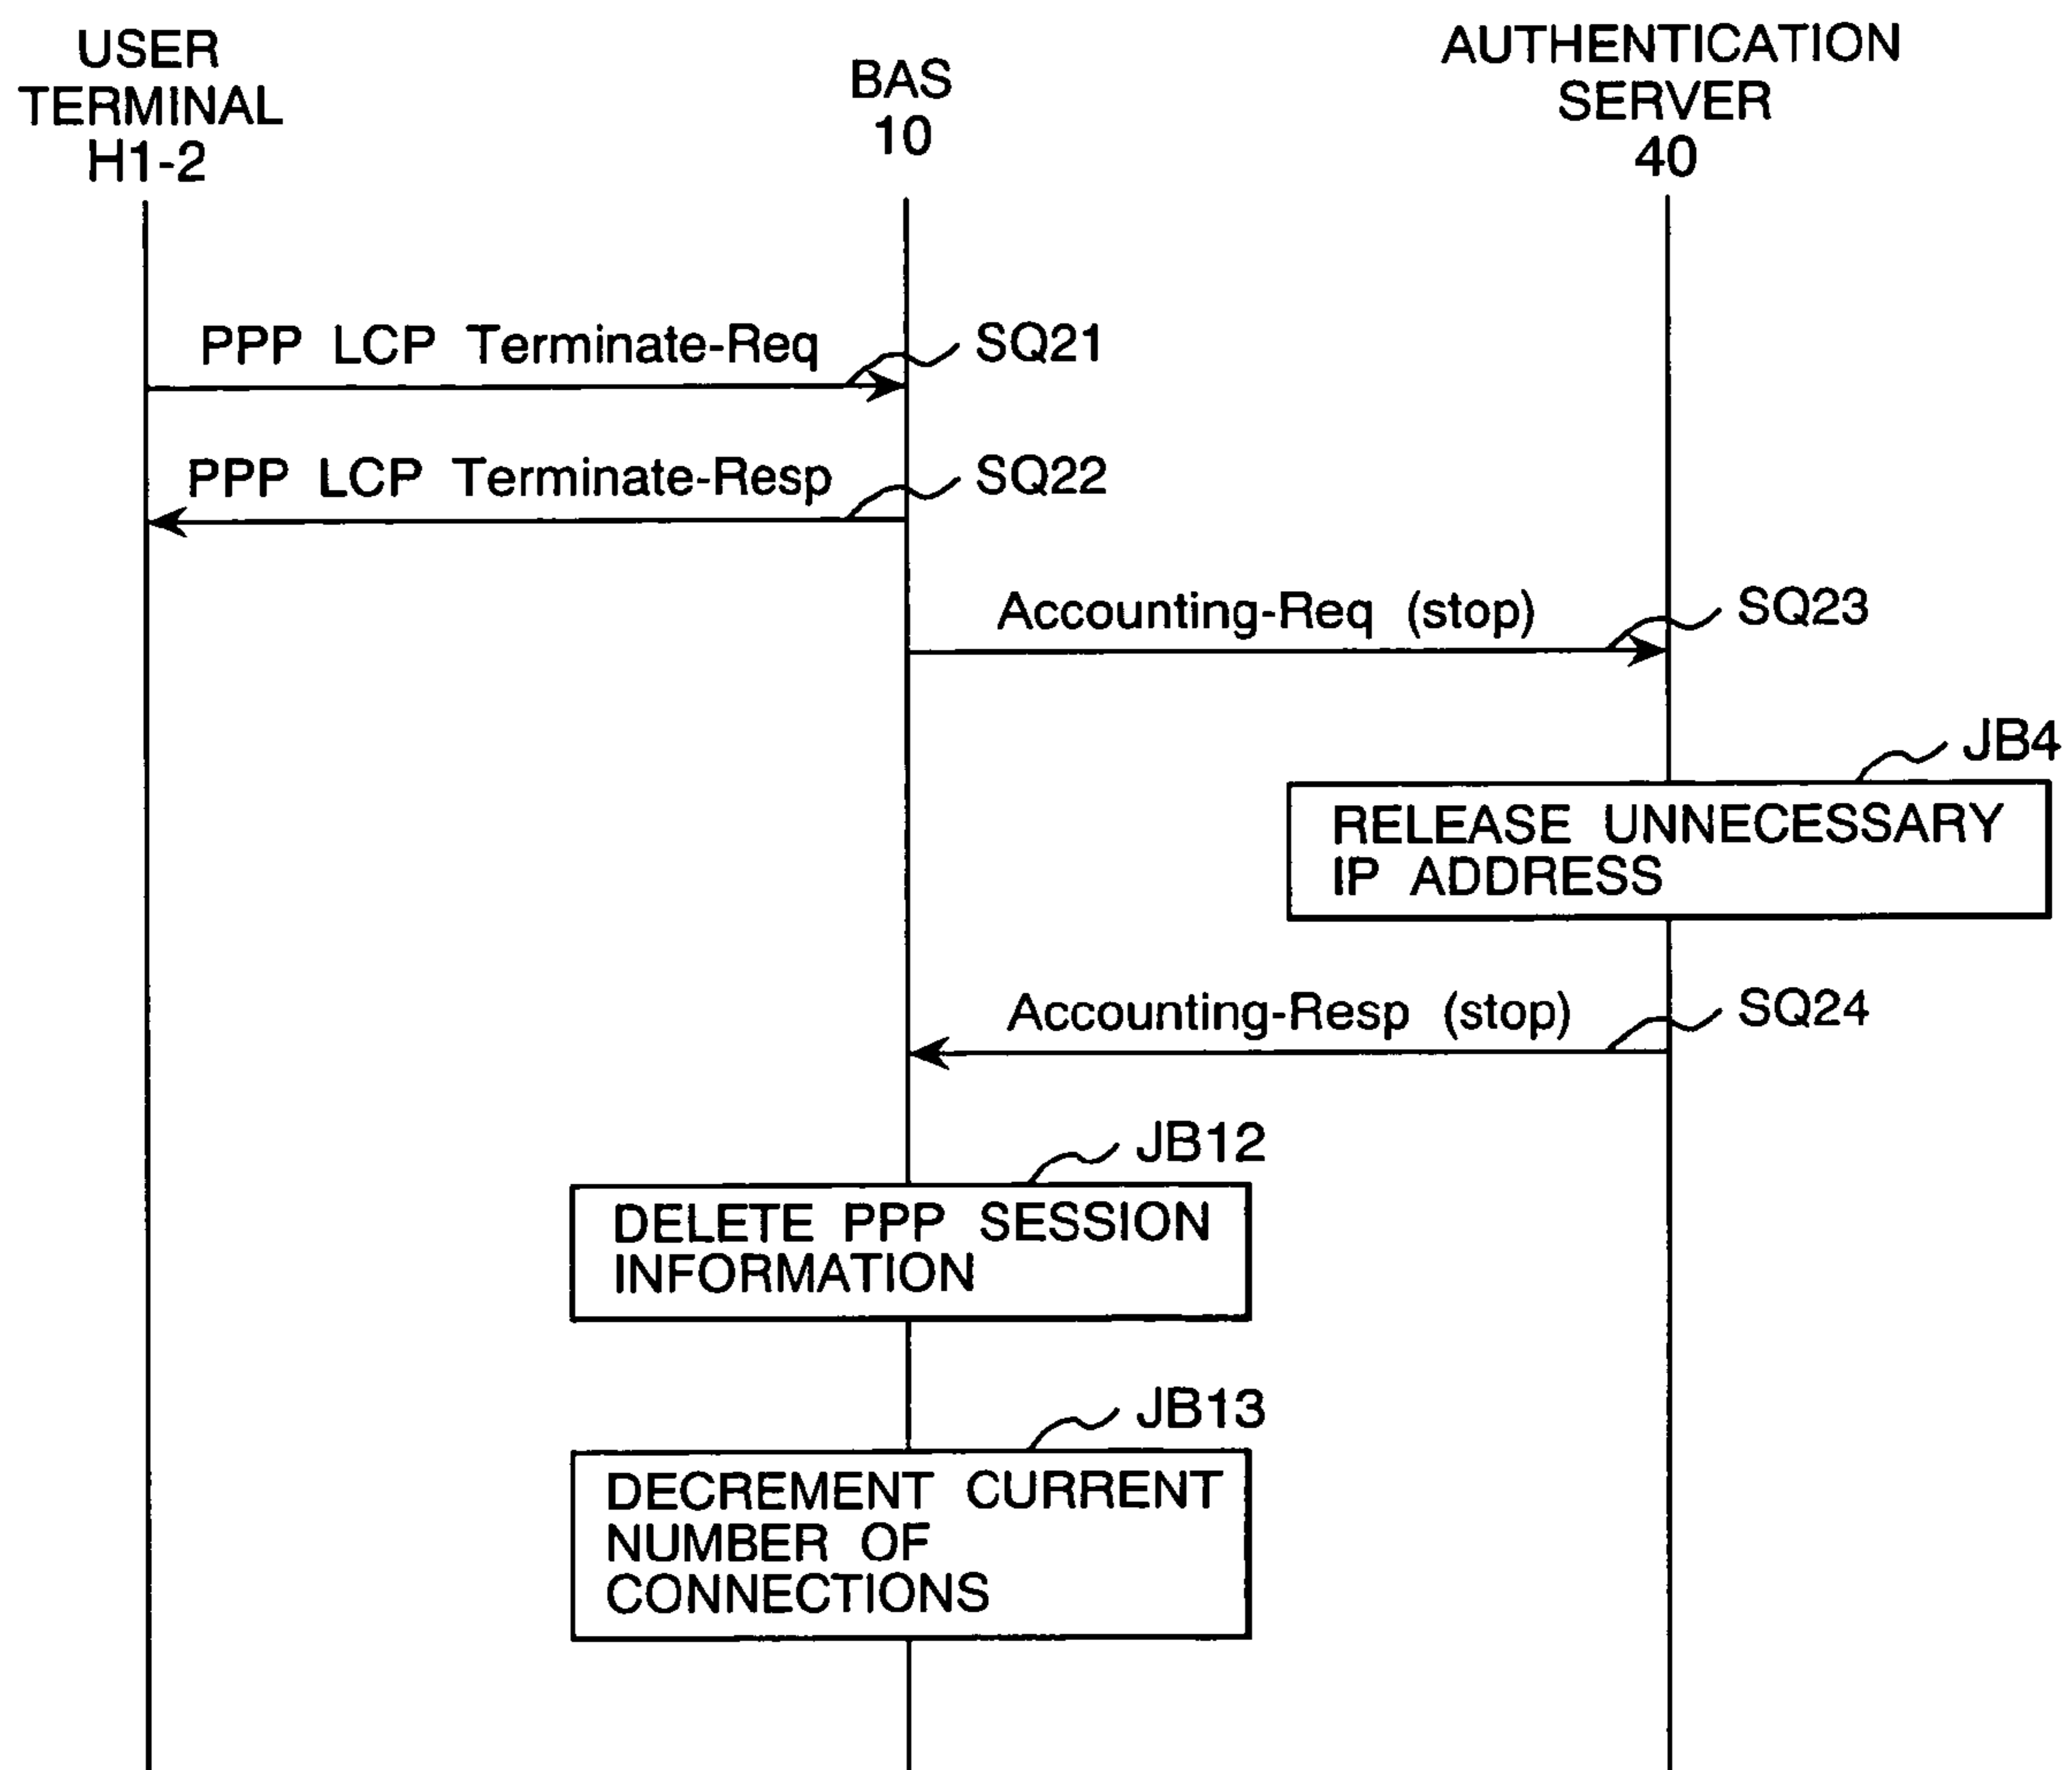 USER
TERMINAL
H1-2
BAS
10
AUTHENTICATION
SERVER
40
PPP LCP Terminate-Req
SQ21
PPP LCP Terminate-Resp
SQ22
Accounting-Req (stop)
SQ23
JB4
RELEASE UNNECESSARY
IP ADDRESS
Accounting-Resp (stop)
SQ24
JB12
DELETE PPP SESSION
INFORMATION
JB13
DECREMENT CURRENT
NUMBER OF
CONNECTIONS